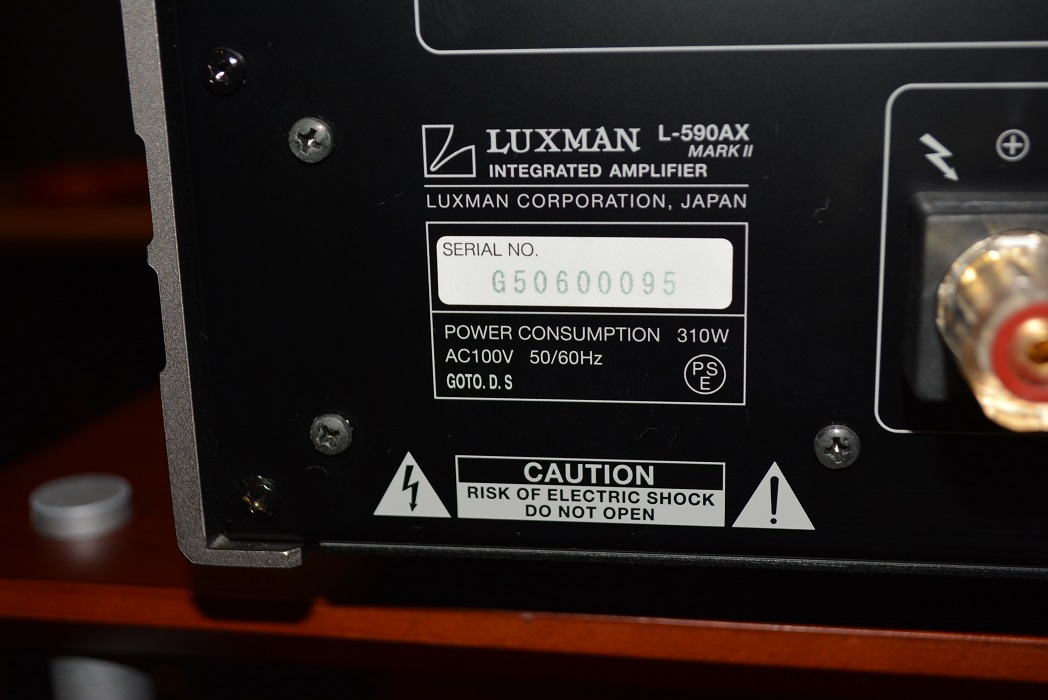 LUXMAN L-590AX
MARK II
INTEGRATED AMPLIFIER
LUXMAN CORPORATION, JAPAN
SERIAL NO.
G50600095
POWER CONSUMPTION 310W
AC100V 50/60Hz
GOTO. D. S
PS
E
CAUTION
RISK OF ELECTRIC SHOCK
DO NOT OPEN